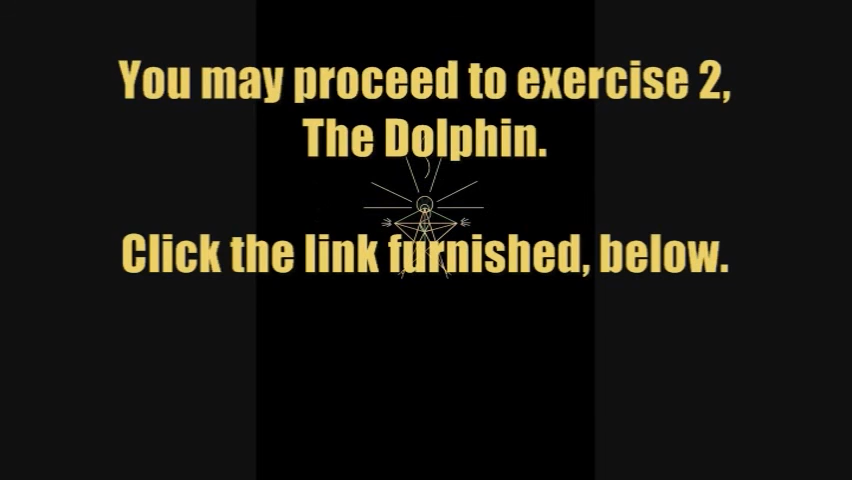 You may proceed to exercise 2,
The Dolphin.
Click the link furnished, below.